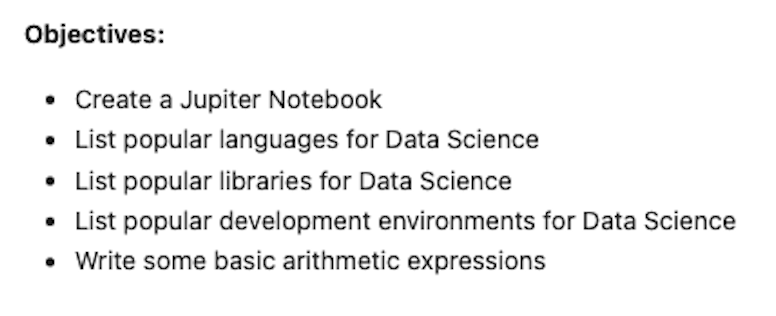 Objectives:
• Create a Jupiter Notebook
• List popular languages for Data Science
• List popular libraries for Data Science
• List popular development environments for Data Science
• Write some basic arithmetic expressions